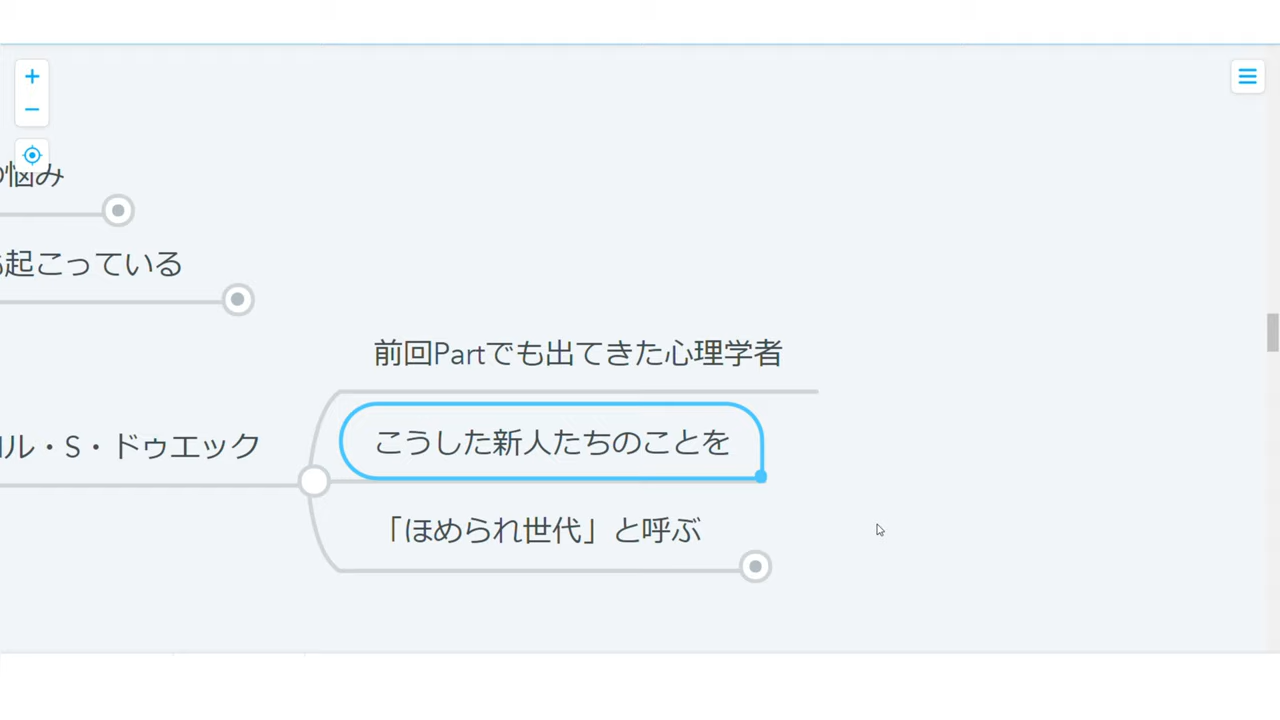 悩み
起こっている
前回Partでも出てきた心理学者
こうした新人たちのことを
ル・S・ドゥエック
「ほめられ世代」と呼ぶ